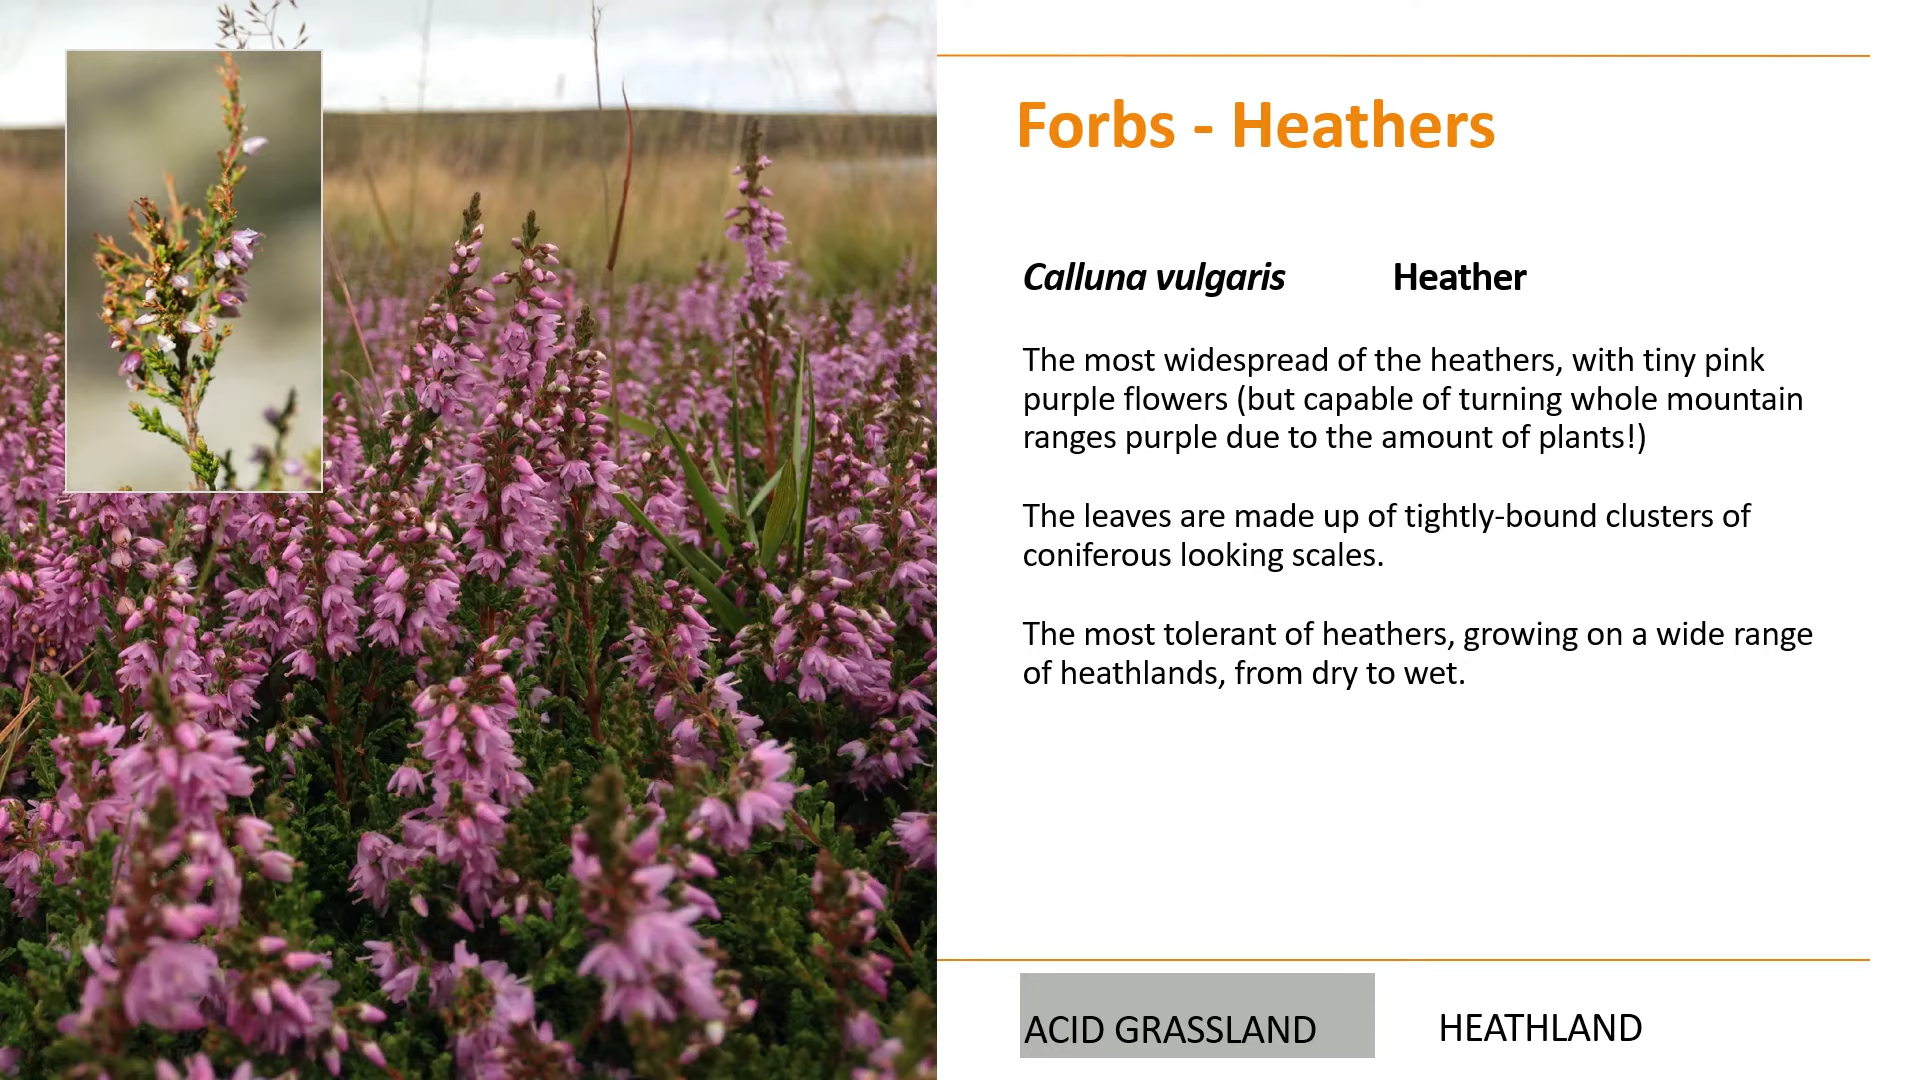 Forbs - Heathers
Calluna vulgaris Heather
The most widespread of the heathers, with tiny pink
purple flowers (but capable of turning whole mountain
ranges purple due to the amount of plants!)
The leaves are made up of tightly-bound clusters of
coniferous looking scales.
The most tolerant of heathers, growing on a wide range
of heathlands, from dry to wet.
ACID GRASSLAND HEATHLAND